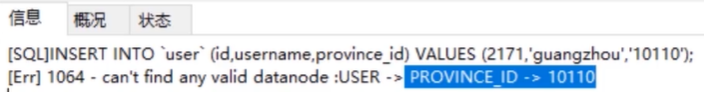 信息 概况 状态
[SQL]INSERT INTO `user` (id,username,province_id) VALUES (2171,'guangzhou','10110');
[Err] 1064 - can't find any valid datanode :USER -> PROVINCE_ID -> 10110